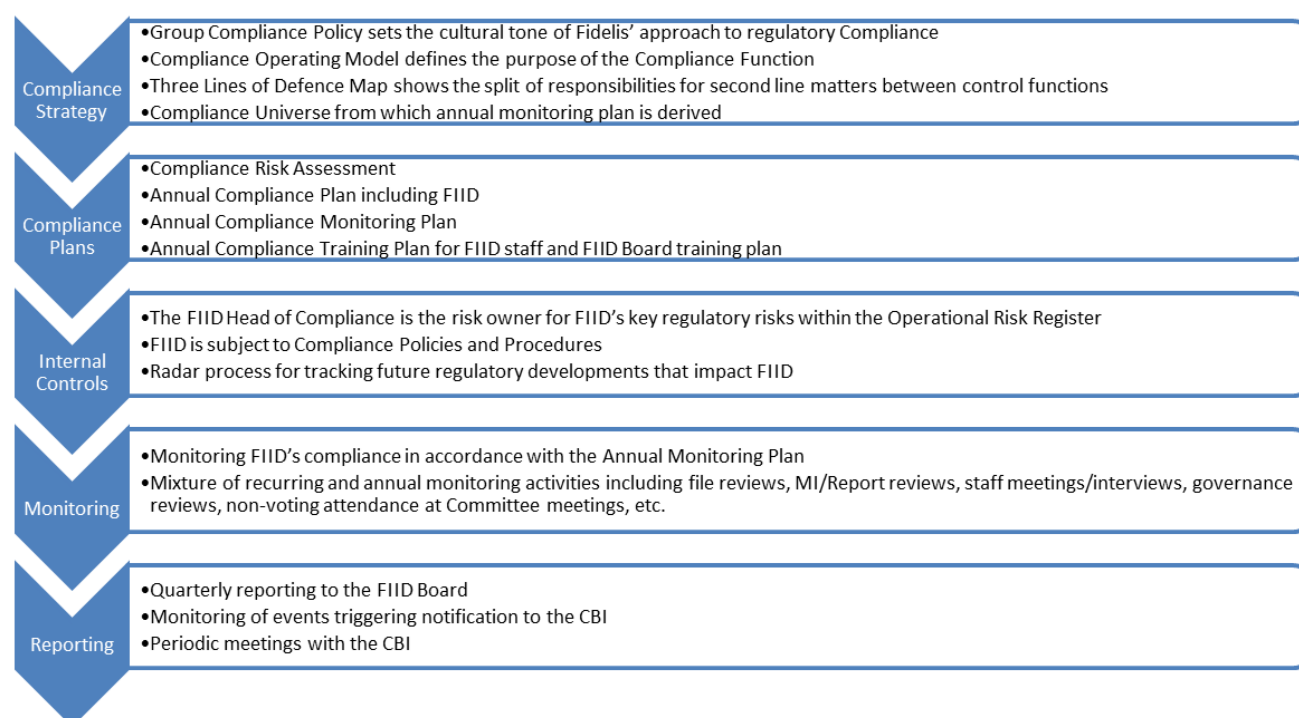 Compliance
Strategy
•Group Compliance Policy sets the cultural tone of Fidelis’ approach to regulatory Compliance
•Compliance Operating Model defines the purpose of the Compliance Function
•Three Lines of Defence Map shows the split of responsibilities for second line matters between control functions
•Compliance Universe from which annual monitoring plan is derived
Compliance
Plans
•Compliance Risk Assessment
•Annual Compliance Plan including FIID
•Annual Compliance Monitoring Plan
•Annual Compliance Training Plan for FIID staff and FIID Board training plan
Internal
Controls
•The FIID Head of Compliance is the risk owner for FIID’s key regulatory risks within the Operational Risk Register
•FIID is subject to Compliance Policies and Procedures
•Radar process for tracking future regulatory developments that impact FIID
Monitoring
•Monitoring FIID’s compliance in accordance with the Annual Monitoring Plan
•Mixture of recurring and annual monitoring activities including file reviews, MI/Report reviews, staff meetings/interviews, governance
reviews, non-voting attendance at Committee meetings, etc.
Reporting
•Quarterly reporting to the FIID Board
•Monitoring of events triggering notification to the CBI
•Periodic meetings with the CBI